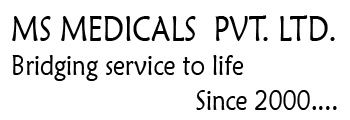 MS MEDICALS PVT. LTD.
Bridging service to life
Since 2000....